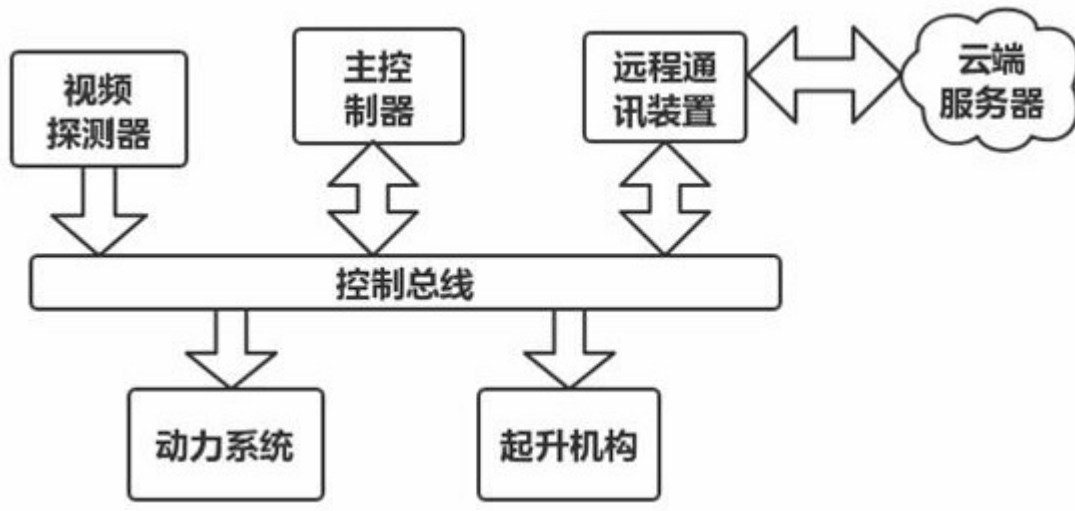 视频
探测器
主控
制器
远程通
讯装置
云端
服务器
控制总线
动力系统
起升机构